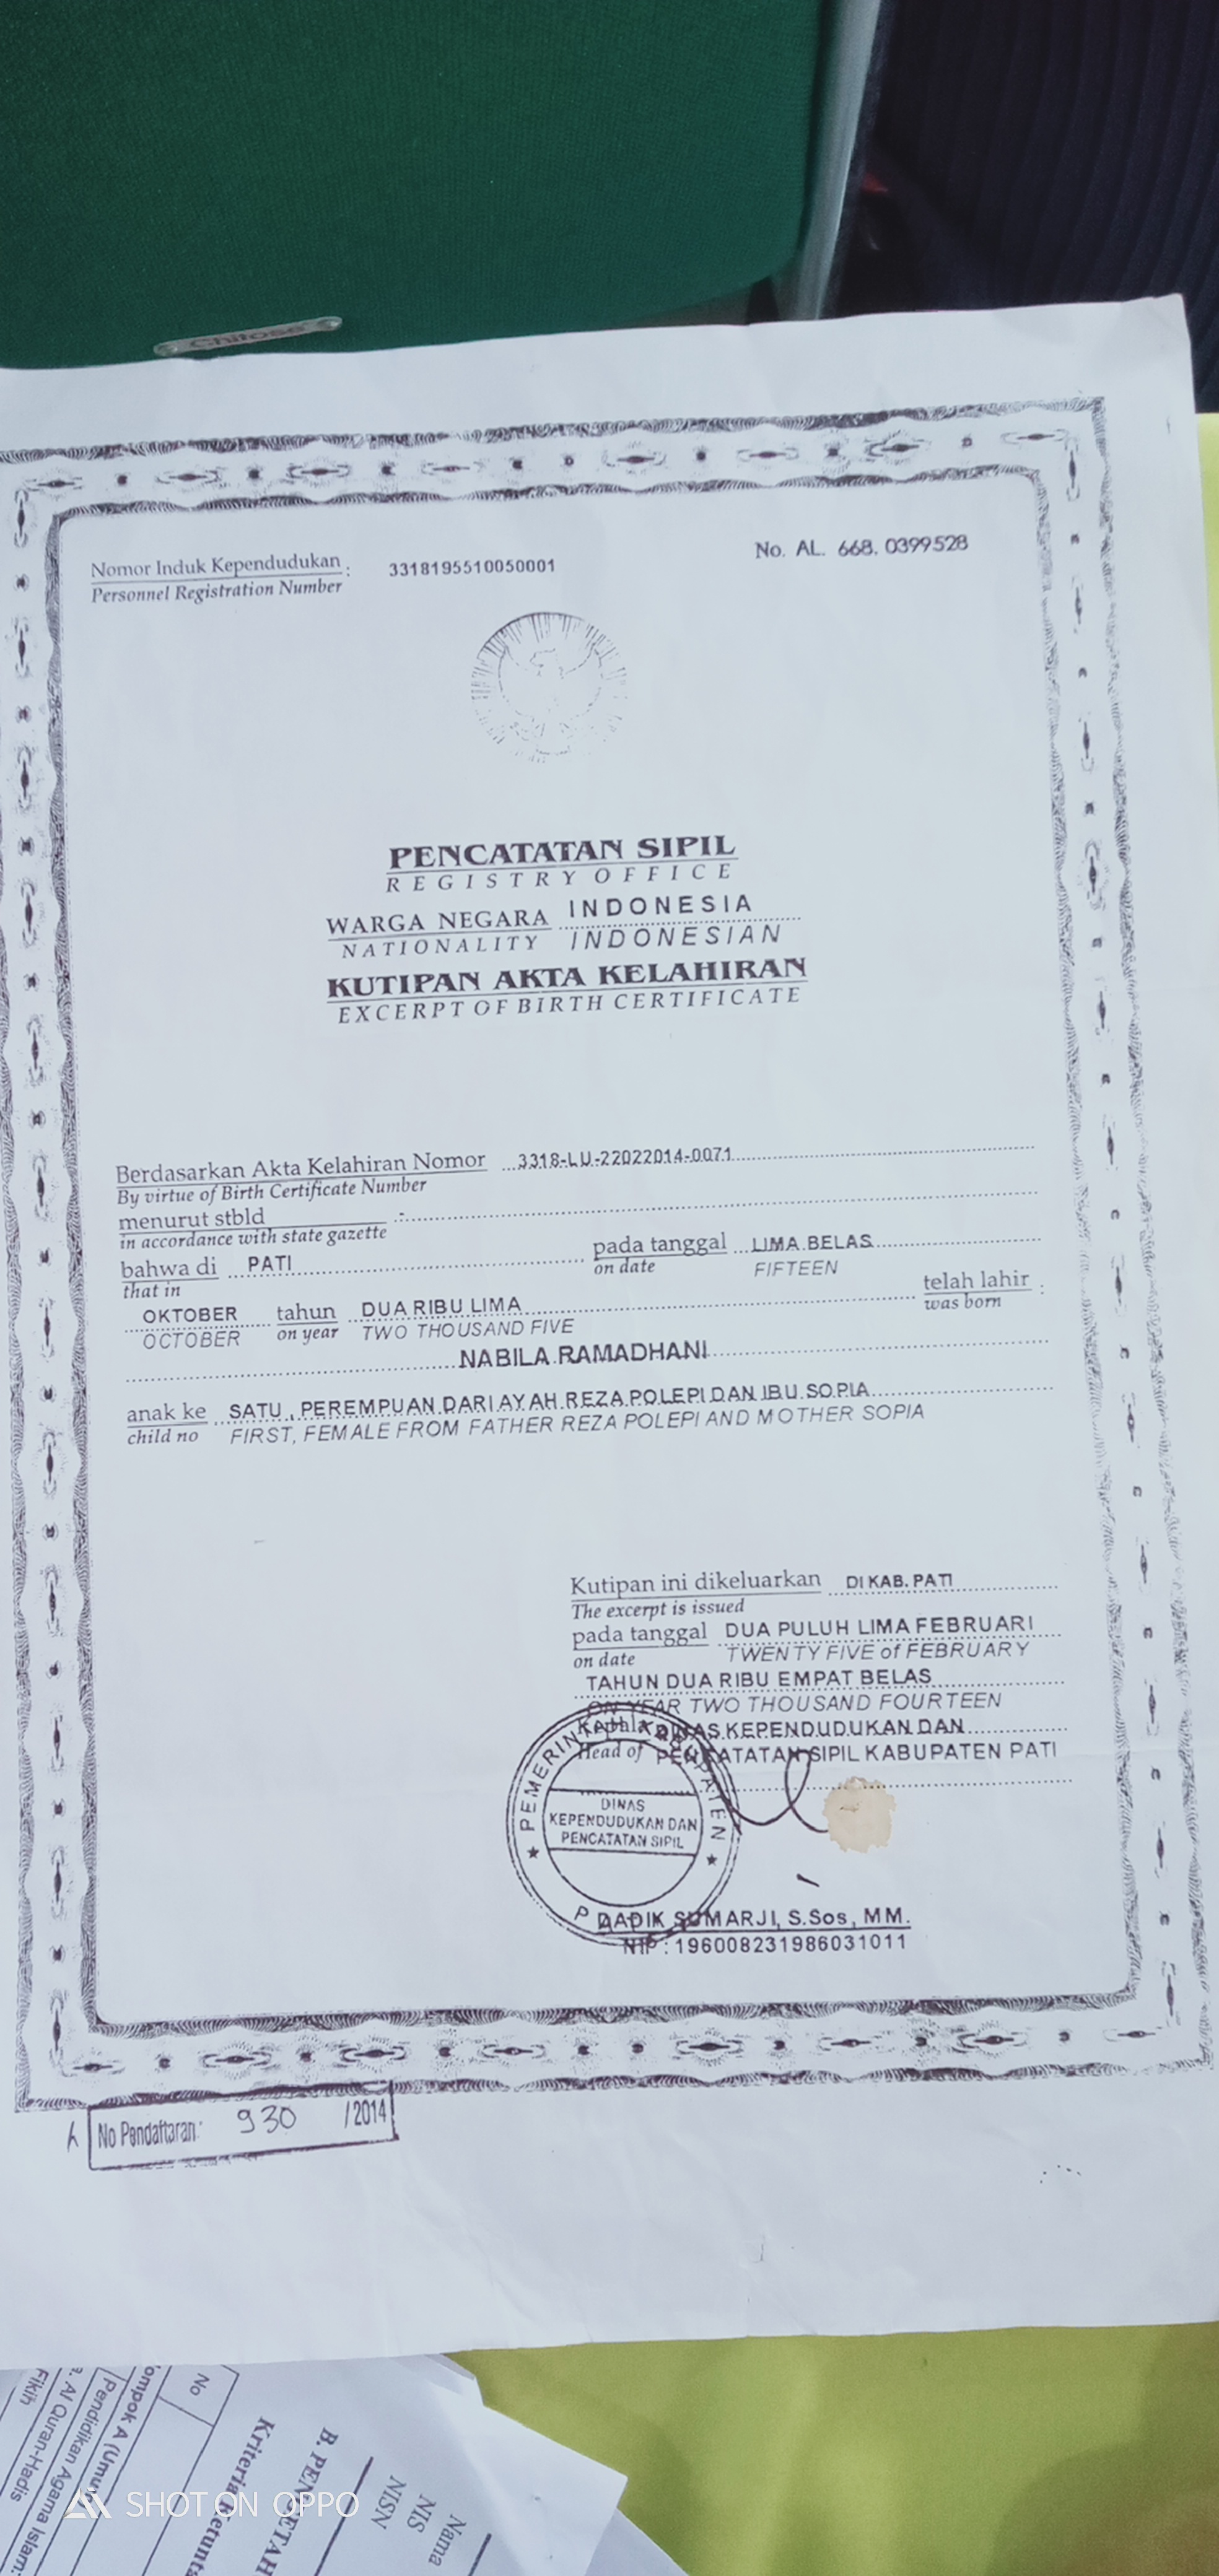 Chitose
No. AL. 668. 0399528
Nomor Induk Kependudukan : 3318195510050001
Personnel Registration Number
PENCATATAN SIPIL
REGISTRY OFFICE
WARGA NEGARA INDONESIA
NATIONALITY INDONESIAN
KUTIPAN AKTA KELAHIRAN
EXCERPT OF BIRTH CERTIFICATE
Berdasarkan Akta Kelahiran Nomor 3318-LU-22022014-0071
By virtue of Birth Certificate Number
menurut stbld -
in accordance with state gazette
bahwa di PATI pada tanggal LIMA BELAS
that in on date FIFTEEN
OKTOBER tahun DUA RIBU LIMA telah lahir :
OCTOBER on year TWO THOUSAND FIVE was born
NABILA RAMADHANI
anak ke SATU , PEREMPUAN DARI AYAH REZA POLEPI DAN IBU SOPIA
child no FIRST, FEMALE FROM FATHER REZA POLEPI AND MOTHER SOPIA
Kutipan ini dikeluarkan DI KAB. PATI
The excerpt is issued
pada tanggal DUA PULUH LIMA FEBRUARI
on date TWENTY FIVE of FEBRUARY
TAHUN DUA RIBU EMPAT BELAS
ON YEAR TWO THOUSAND FOURTEEN
Kepala DINAS KEPENDUDUKAN DAN
Head of PENCATATAN SIPIL KABUPATEN PATI
PEMERINTAH KABUPATEN
DINAS
KEPENDUDUKAN DAN
PENCATATAN SIPIL
DADIK SUMARJI, S.Sos, MM.
NIP : 196008231986031011
No Pendaftaran: 930 /2014
No
Pendidikan Agama Islam:
Al Quran-Hadis
Fikih
Nama
NIS
NISN
SHOT ON OPPO